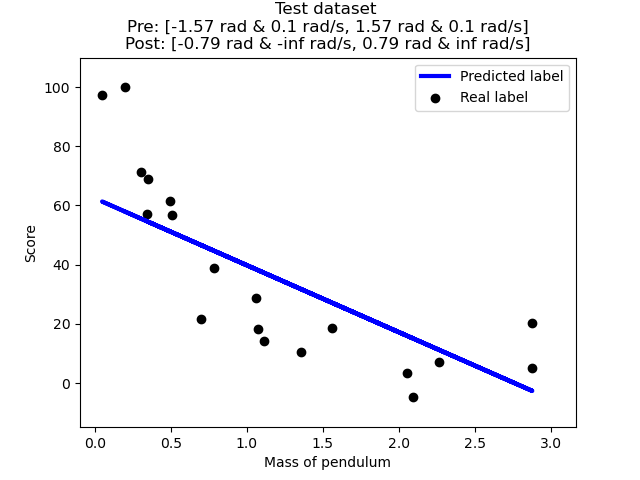 Test dataset
Pre: [-1.57 rad & 0.1 rad/s, 1.57 rad & 0.1 rad/s]
Post: [-0.79 rad & -inf rad/s, 0.79 rad & inf rad/s]
Predicted label
Real label
100
80
60
40
20
0
Score
0.0 0.5 1.0 1.5 2.0 2.5 3.0
Mass of pendulum